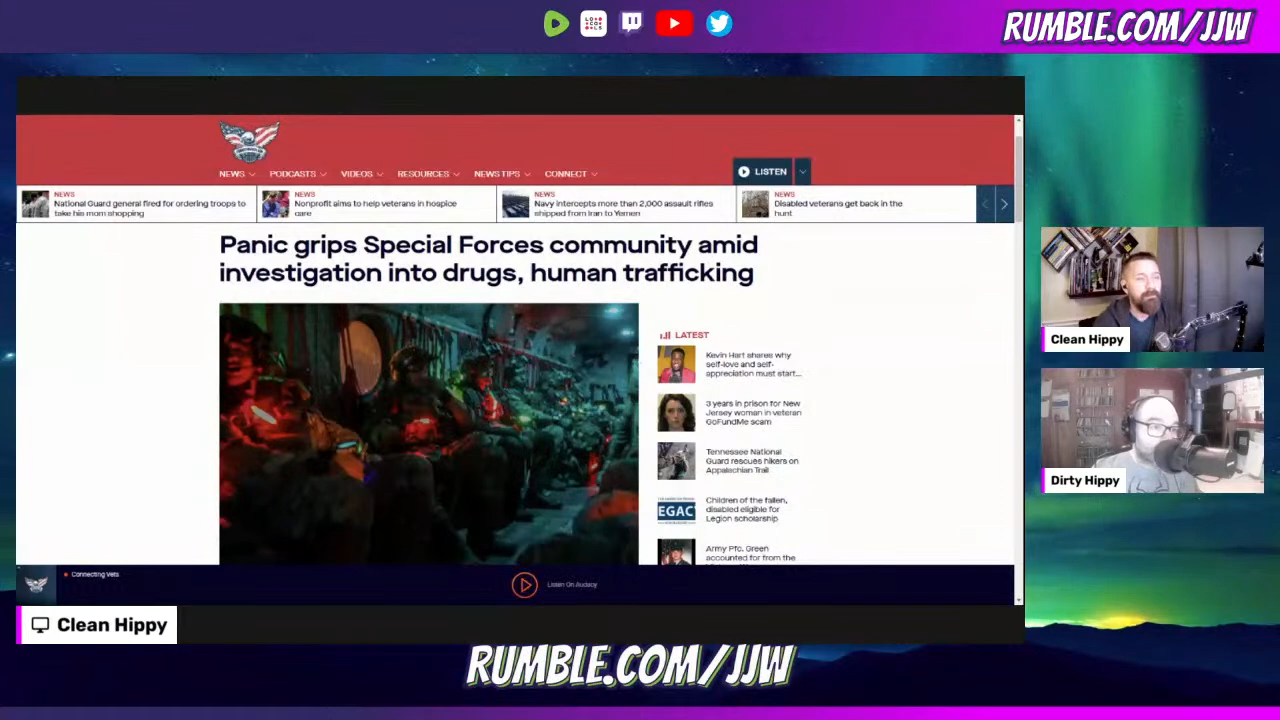 RUMBLE.COM/JJW
NEWS
PODCASTS
VIDEOS
RESOURCES
NEWS TIPS
CONNECT
LISTEN
NEWS
National Guard general fired for ordering troops to
take his mom shopping
NEWS
Nonprofit aims to help veterans in hospice
care
NEWS
Navy intercepts more than 2,000 assault rifles
shipped from Iran to Yemen
NEWS
Disabled veterans get back in the
hunt
Panic grips Special Forces community amid
investigation into drugs, human trafficking
LATEST
Kevin Hart shares why
self-love and self-
appreciation must start...
3 years in prison for New
Jersey woman in veteran
GoFundMe scam
Tennessee National
Guard rescues hikers on
Appalachian Trail
EGAC
Children of the fallen,
disabled eligible for
Legion scholarship
Army Pfc. Green
accounted for from the
Clean Hippy
Dirty Hippy
Connecting Vets
Listen On Audacy
Clean Hippy
RUMBLE.COM/JJW